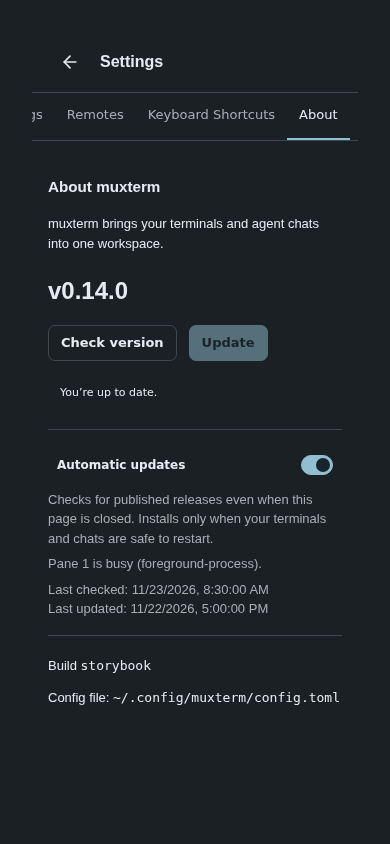 Settings
gs Remotes Keyboard Shortcuts About
About muxterm
muxterm brings your terminals and agent chats
into one workspace.
v0.14.0
Check version Update
You’re up to date.
Automatic updates
Checks for published releases even when this
page is closed. Installs only when your terminals
and chats are safe to restart.
Pane 1 is busy (foreground-process).
Last checked: 11/23/2026, 8:30:00 AM
Last updated: 11/22/2026, 5:00:00 PM
Build storybook
Config file: ~/.config/muxterm/config.toml